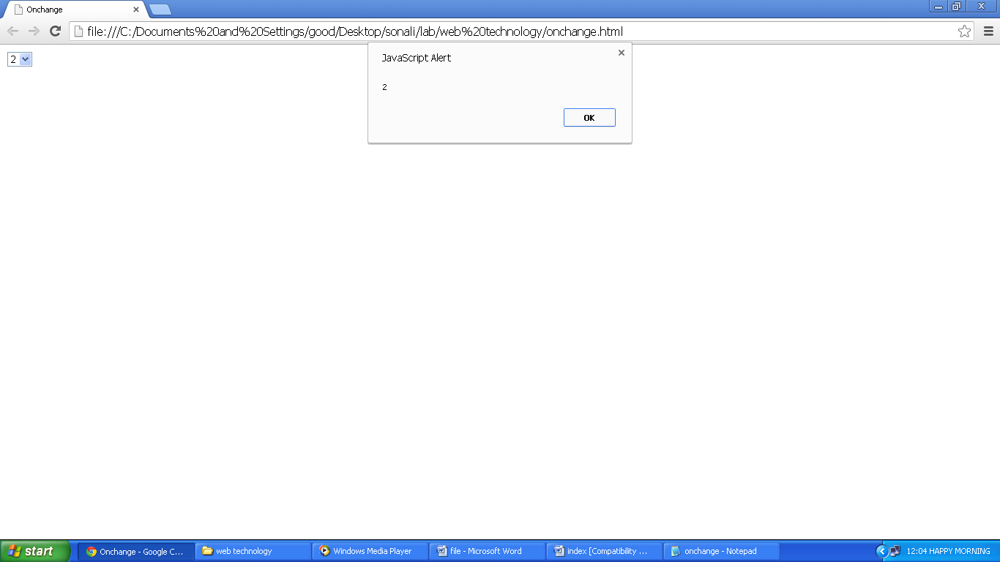 Onchange
file:///C:/Documents%20and%20Settings/good/Desktop/sonali/lab/web%20technology/onchange.html
2
JavaScript Alert
2
OK
start
Onchange - Google C...
web technology
Windows Media Player
file - Microsoft Word
index [Compatibility ...
onchange - Notepad
12:04 HAPPY MORNING